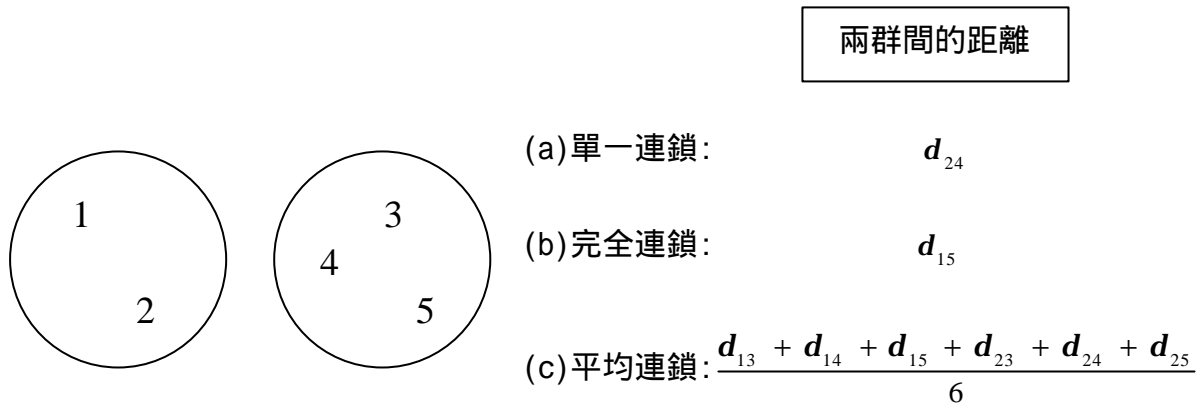 兩群間的距離
(a)單一連鎖: d₂₄
1 3
(b)完全連鎖: d₁₅
4
2 5
(c)平均連鎖: d₁₃ + d₁₄ + d₁₅ + d₂₃ + d₂₄ + d₂₅
6